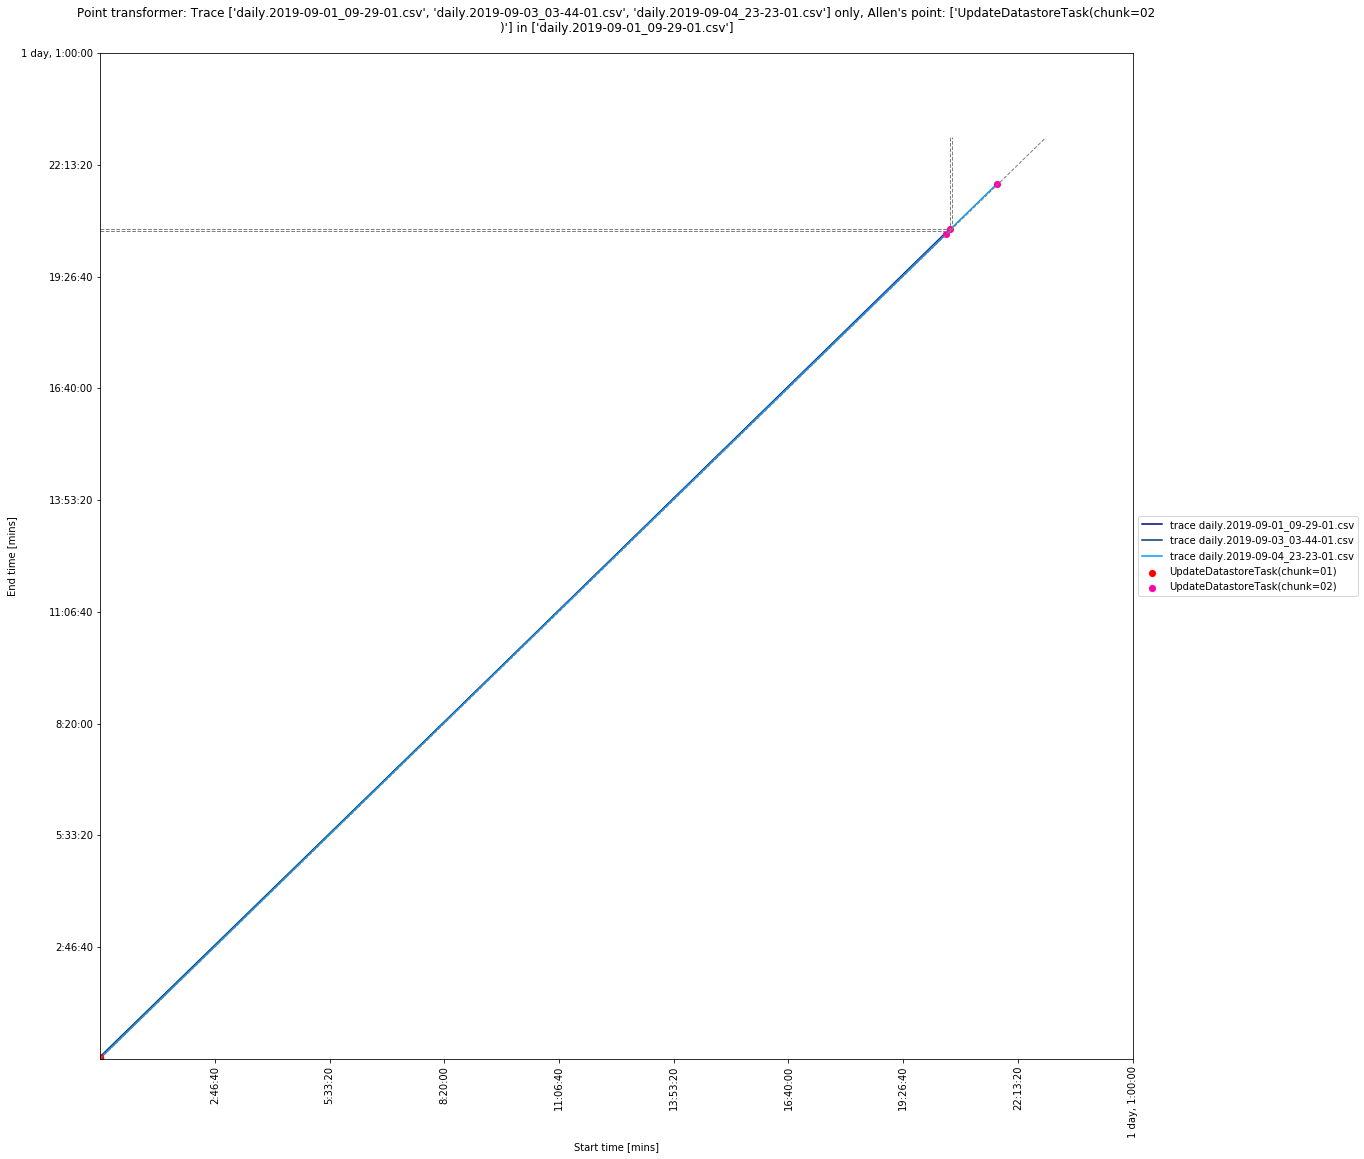 Point transformer: Trace ['daily.2019-09-01_09-29-01.csv', 'daily.2019-09-03_03-44-01.csv', 'daily.2019-09-04_23-23-01.csv'] only, Allen's point: ['UpdateDatastoreTask(chunk=02
)'] in ['daily.2019-09-01_09-29-01.csv']
1 day, 1:00:00
22:13:20
19:26:40
16:40:00
13:53:20
11:06:40
8:20:00
5:33:20
2:46:40
End time [mins]
trace daily.2019-09-01_09-29-01.csv
trace daily.2019-09-03_03-44-01.csv
trace daily.2019-09-04_23-23-01.csv
UpdateDatastoreTask(chunk=01)
UpdateDatastoreTask(chunk=02)
2:46:40
5:33:20
8:20:00
11:06:40
13:53:20
16:40:00
19:26:40
22:13:20
1 day, 1:00:00
Start time [mins]